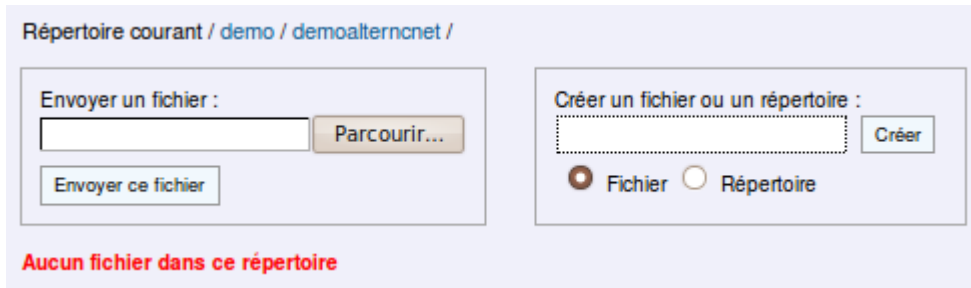 Répertoire courant / demo / demoalterncnet /
Envoyer un fichier :
Parcourir...
Envoyer ce fichier
Créer un fichier ou un répertoire :
Créer
Fichier Répertoire
Aucun fichier dans ce répertoire